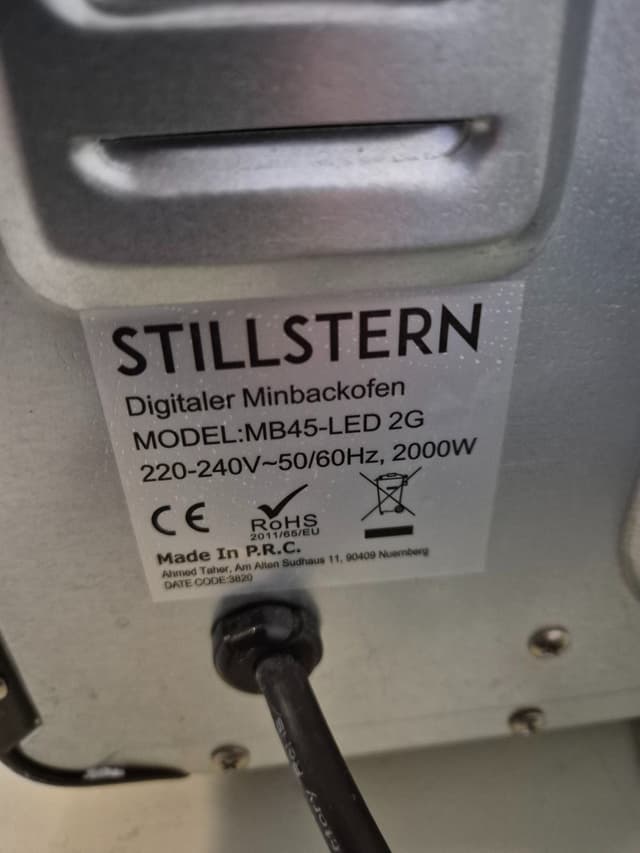 STILLSTERN
Digitaler Minbackofen
MODEL:MB45-LED 2G
220-240V~50/60Hz, 2000W
CE
RoHS
2011/65/EU
Made In P.R.C.
Ahmed Taher, Am Alten Sudhaus 11, 90409 Nuernberg
DATE CODE:3820